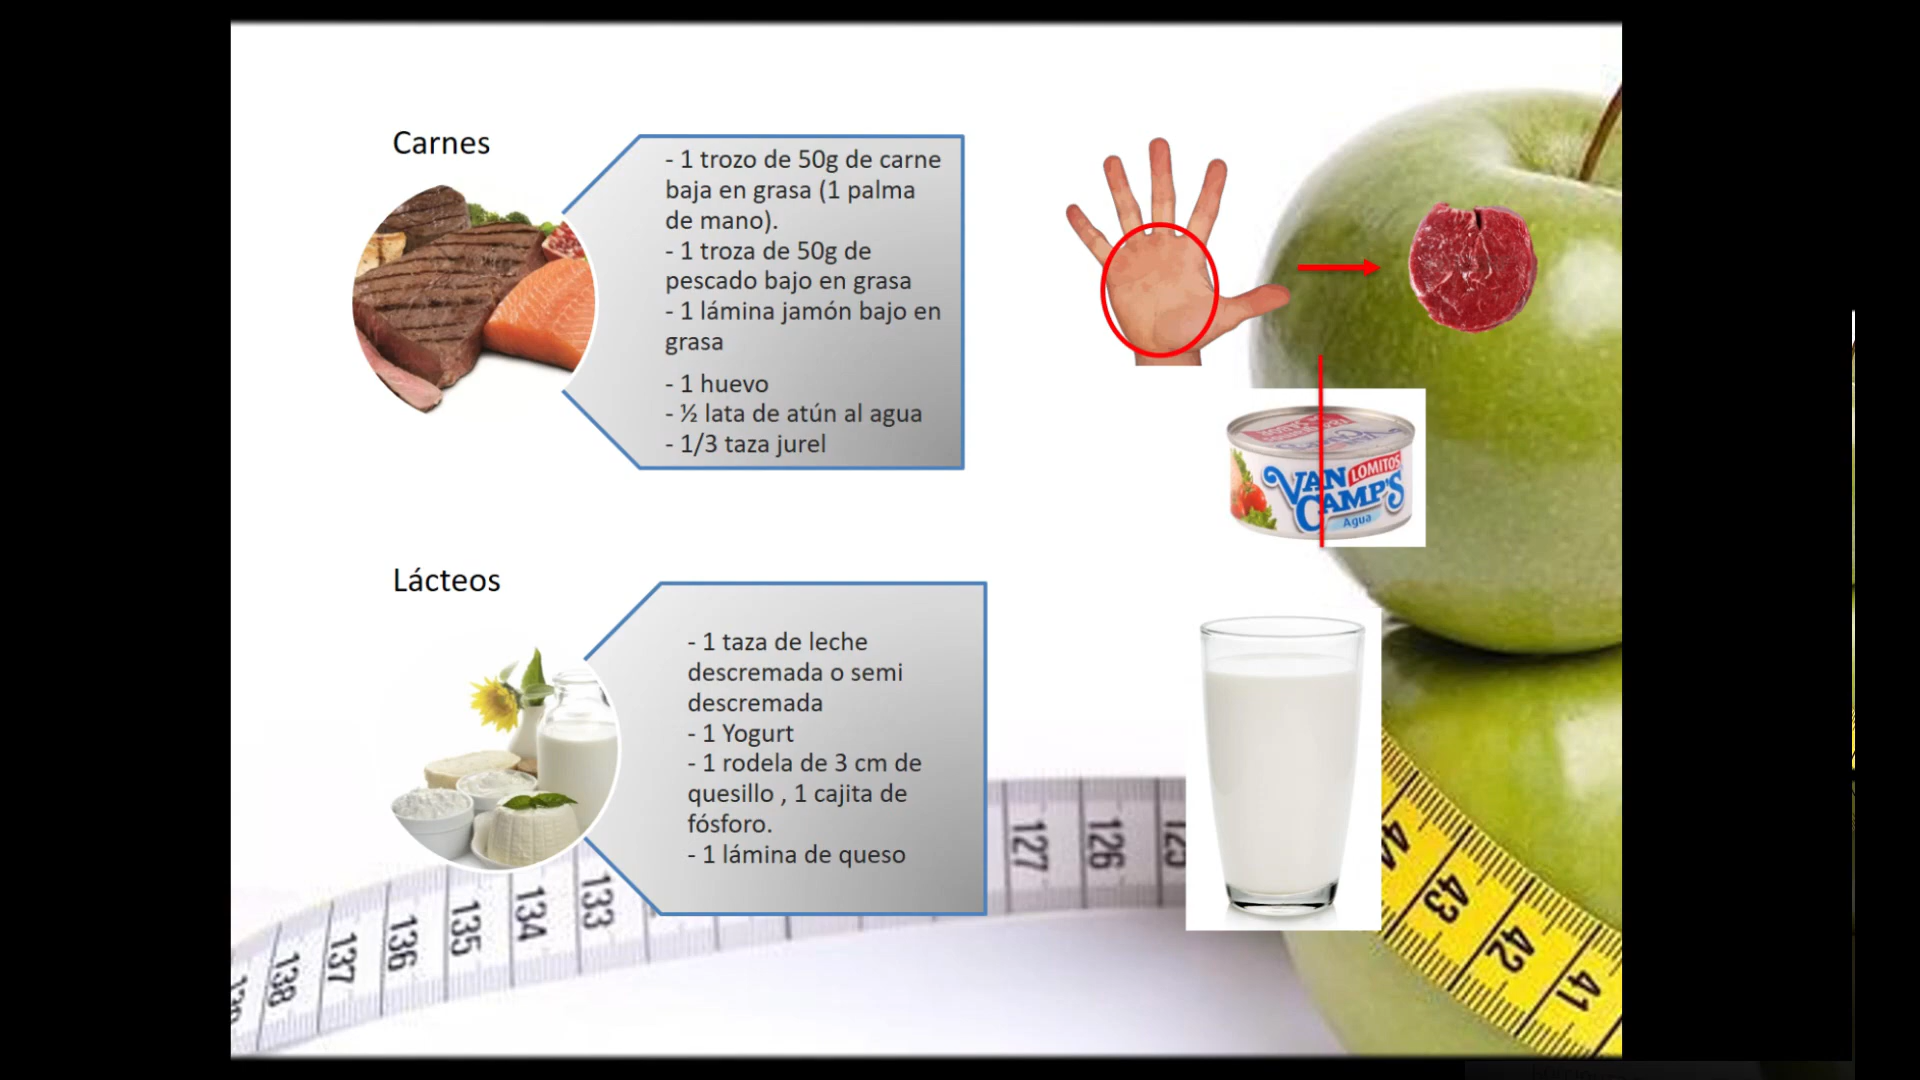 Carnes
- 1 trozo de 50g de carne
baja en grasa (1 palma
de mano).
- 1 troza de 50g de
pescado bajo en grasa
- 1 lámina jamón bajo en
grasa
- 1 huevo
- ½ lata de atún al agua
- 1/3 taza jurel
VAN
CAMP'S
LOMITOS
Agua
Lácteos
- 1 taza de leche
descremada o semi
descremada
- 1 Yogurt
- 1 rodela de 3 cm de
quesillo , 1 cajita de
fósforo.
- 1 lámina de queso
138
137
136
135
134
133
127
126
44
43
42
41